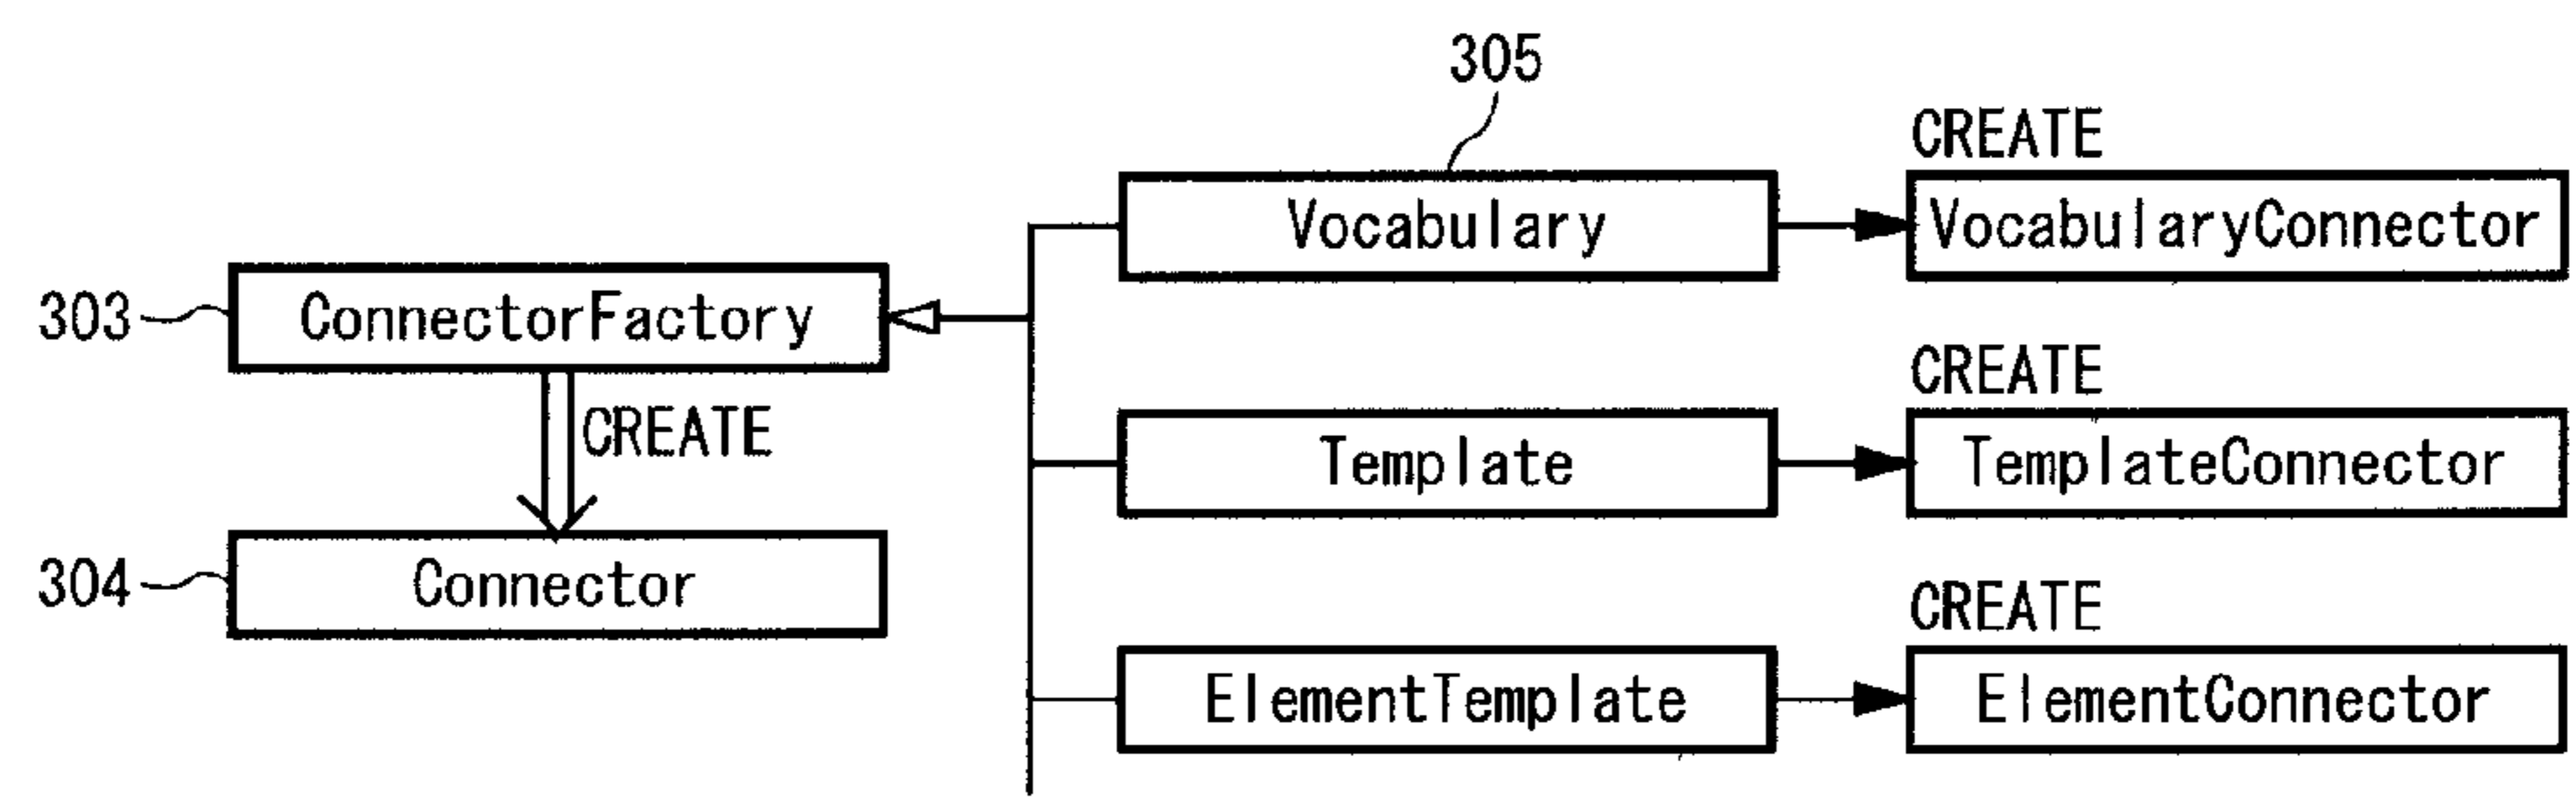 305
CREATE
Vocabulary
VocabularyConnector
303
ConnectorFactory
CREATE
CREATE
Template
TemplateConnector
304
Connector
CREATE
ElementTemplate
ElementConnector